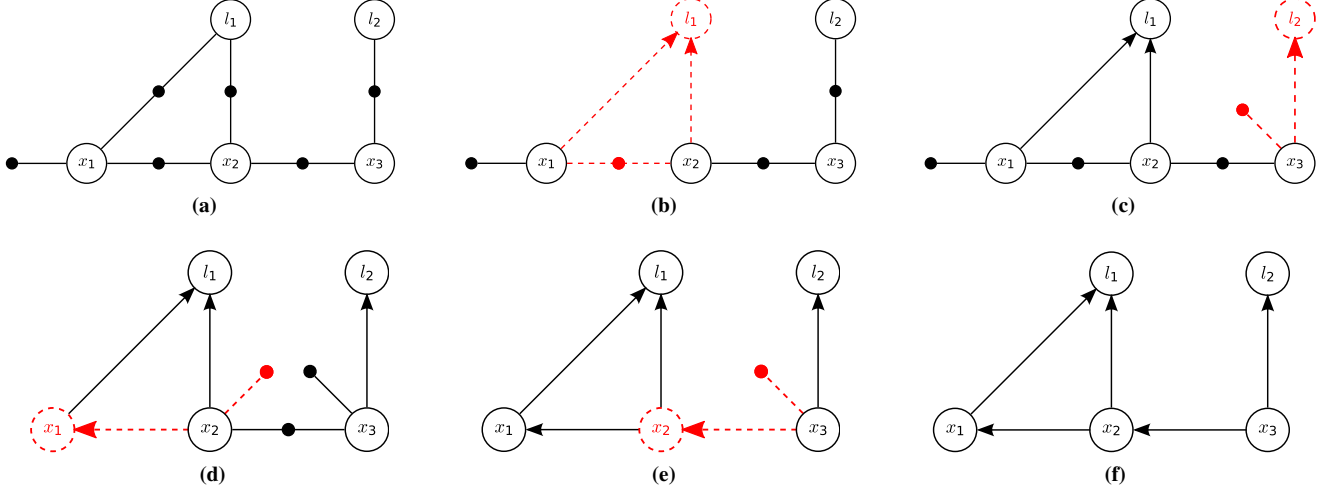 l₁ l₂ l₁ l₂ l₁ l₂
x₁ x₂ x₃ x₁ x₂ x₃ x₁ x₂ x₃
(a) (b) (c)
l₁ l₂ l₁ l₂ l₁ l₂
x₁ x₂ x₃ x₁ x₂ x₃ x₁ x₂ x₃
(d) (e) (f)